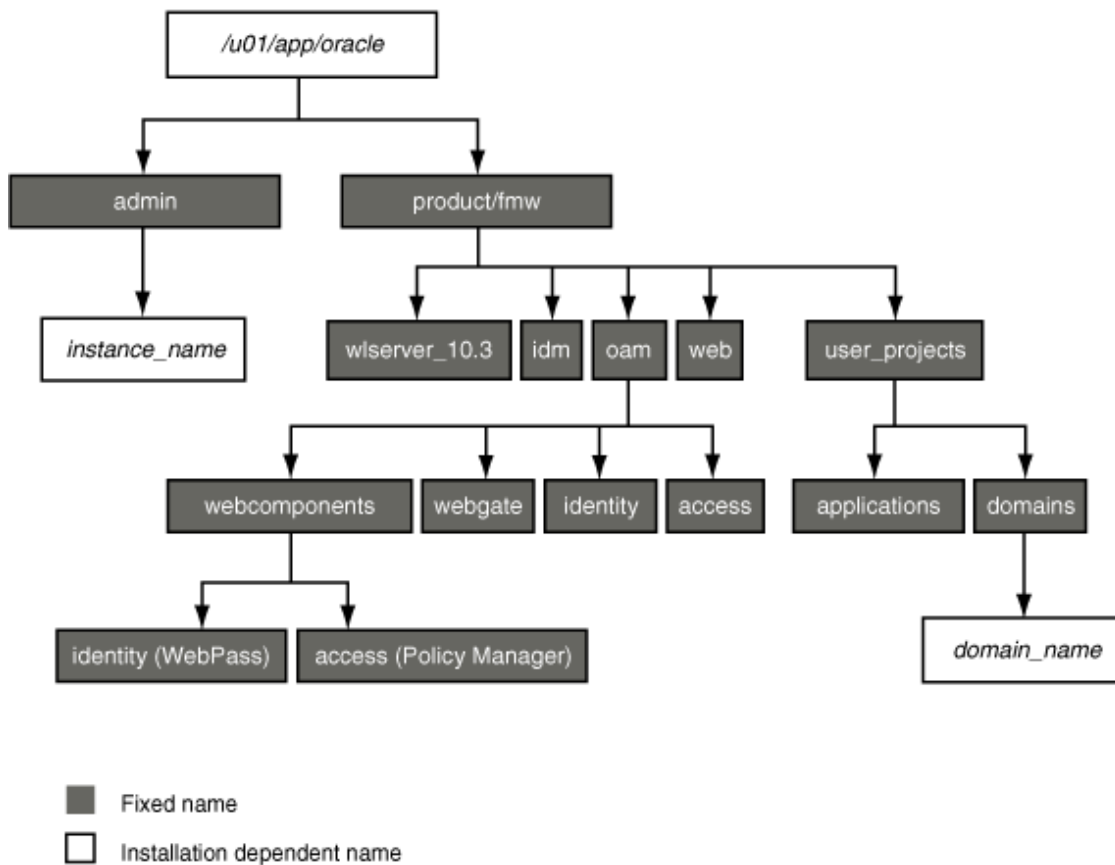 /u01/app/oracle
admin
product/fmw
instance_name
wlserver_10.3
idm
oam
web
user_projects
webcomponents
webgate
identity
access
applications
domains
identity (WebPass)
access (Policy Manager)
domain_name
Fixed name
Installation dependent name